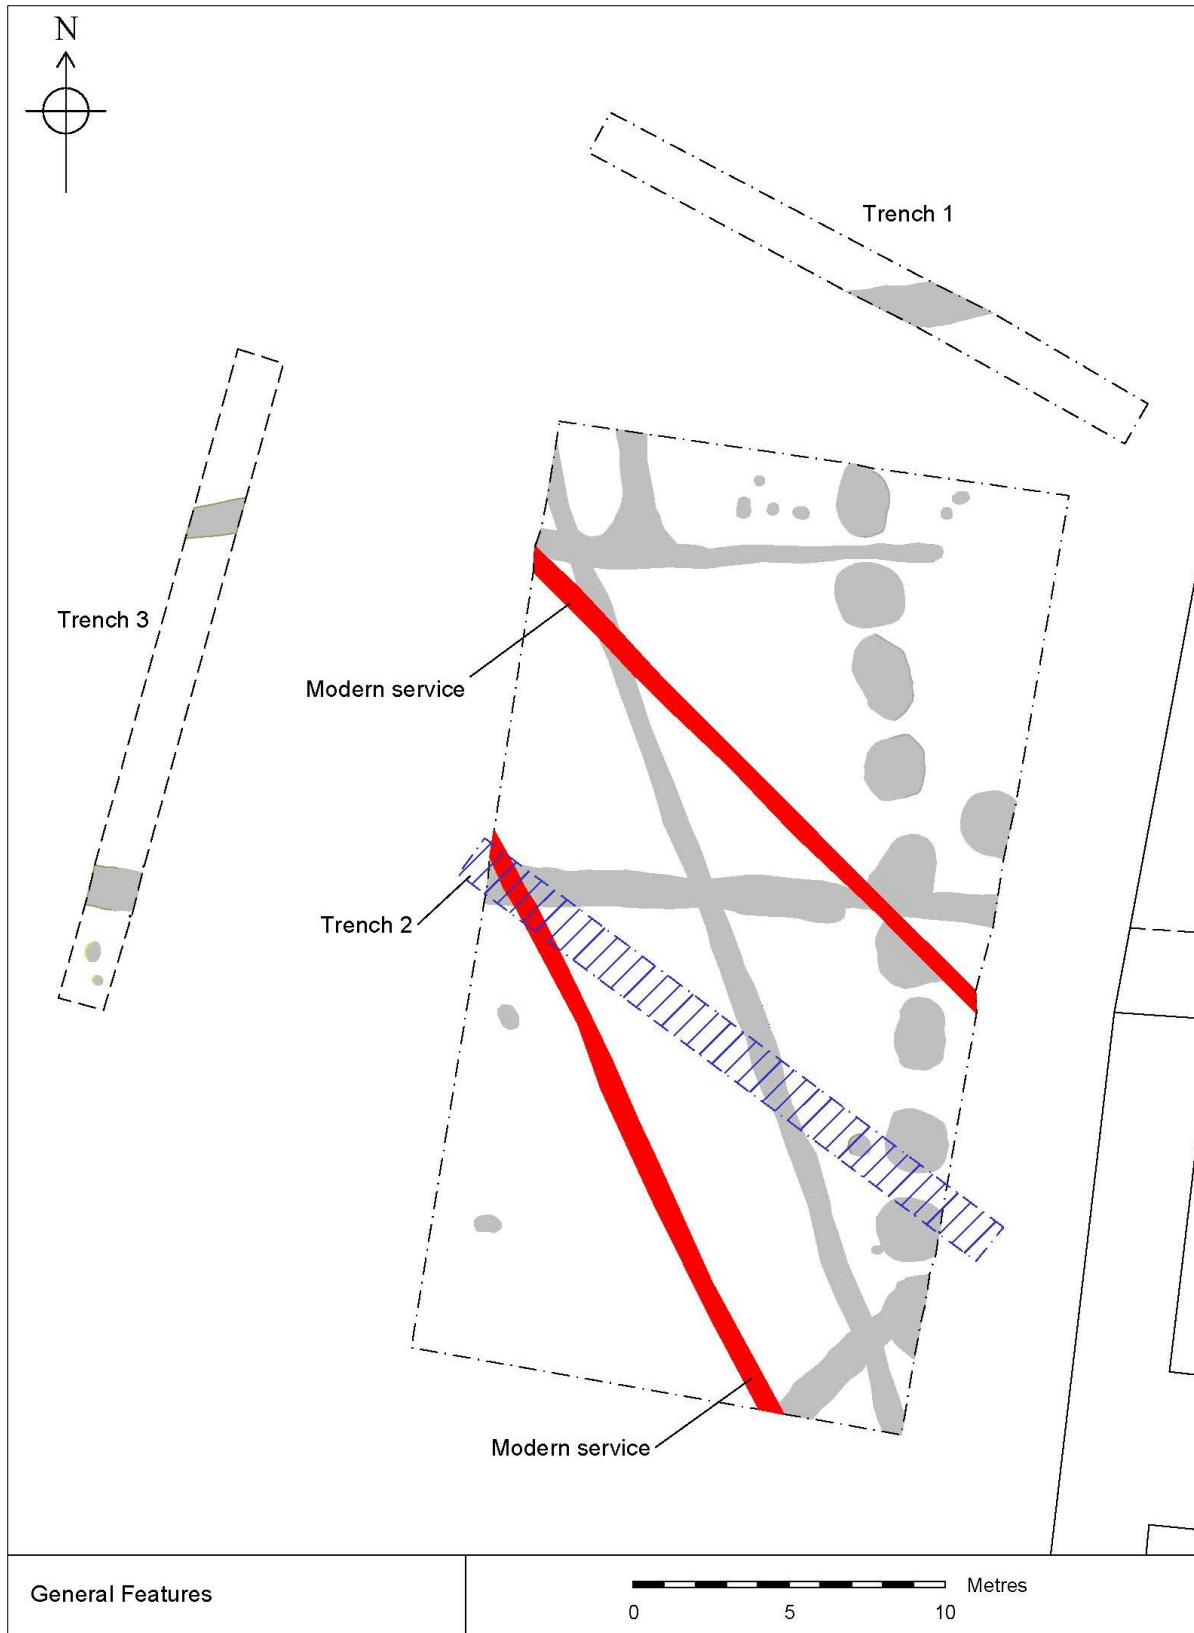 N
Trench 1
Trench 3
Modern service
Trench 2
Modern service
General Features
Metres
0 5 10